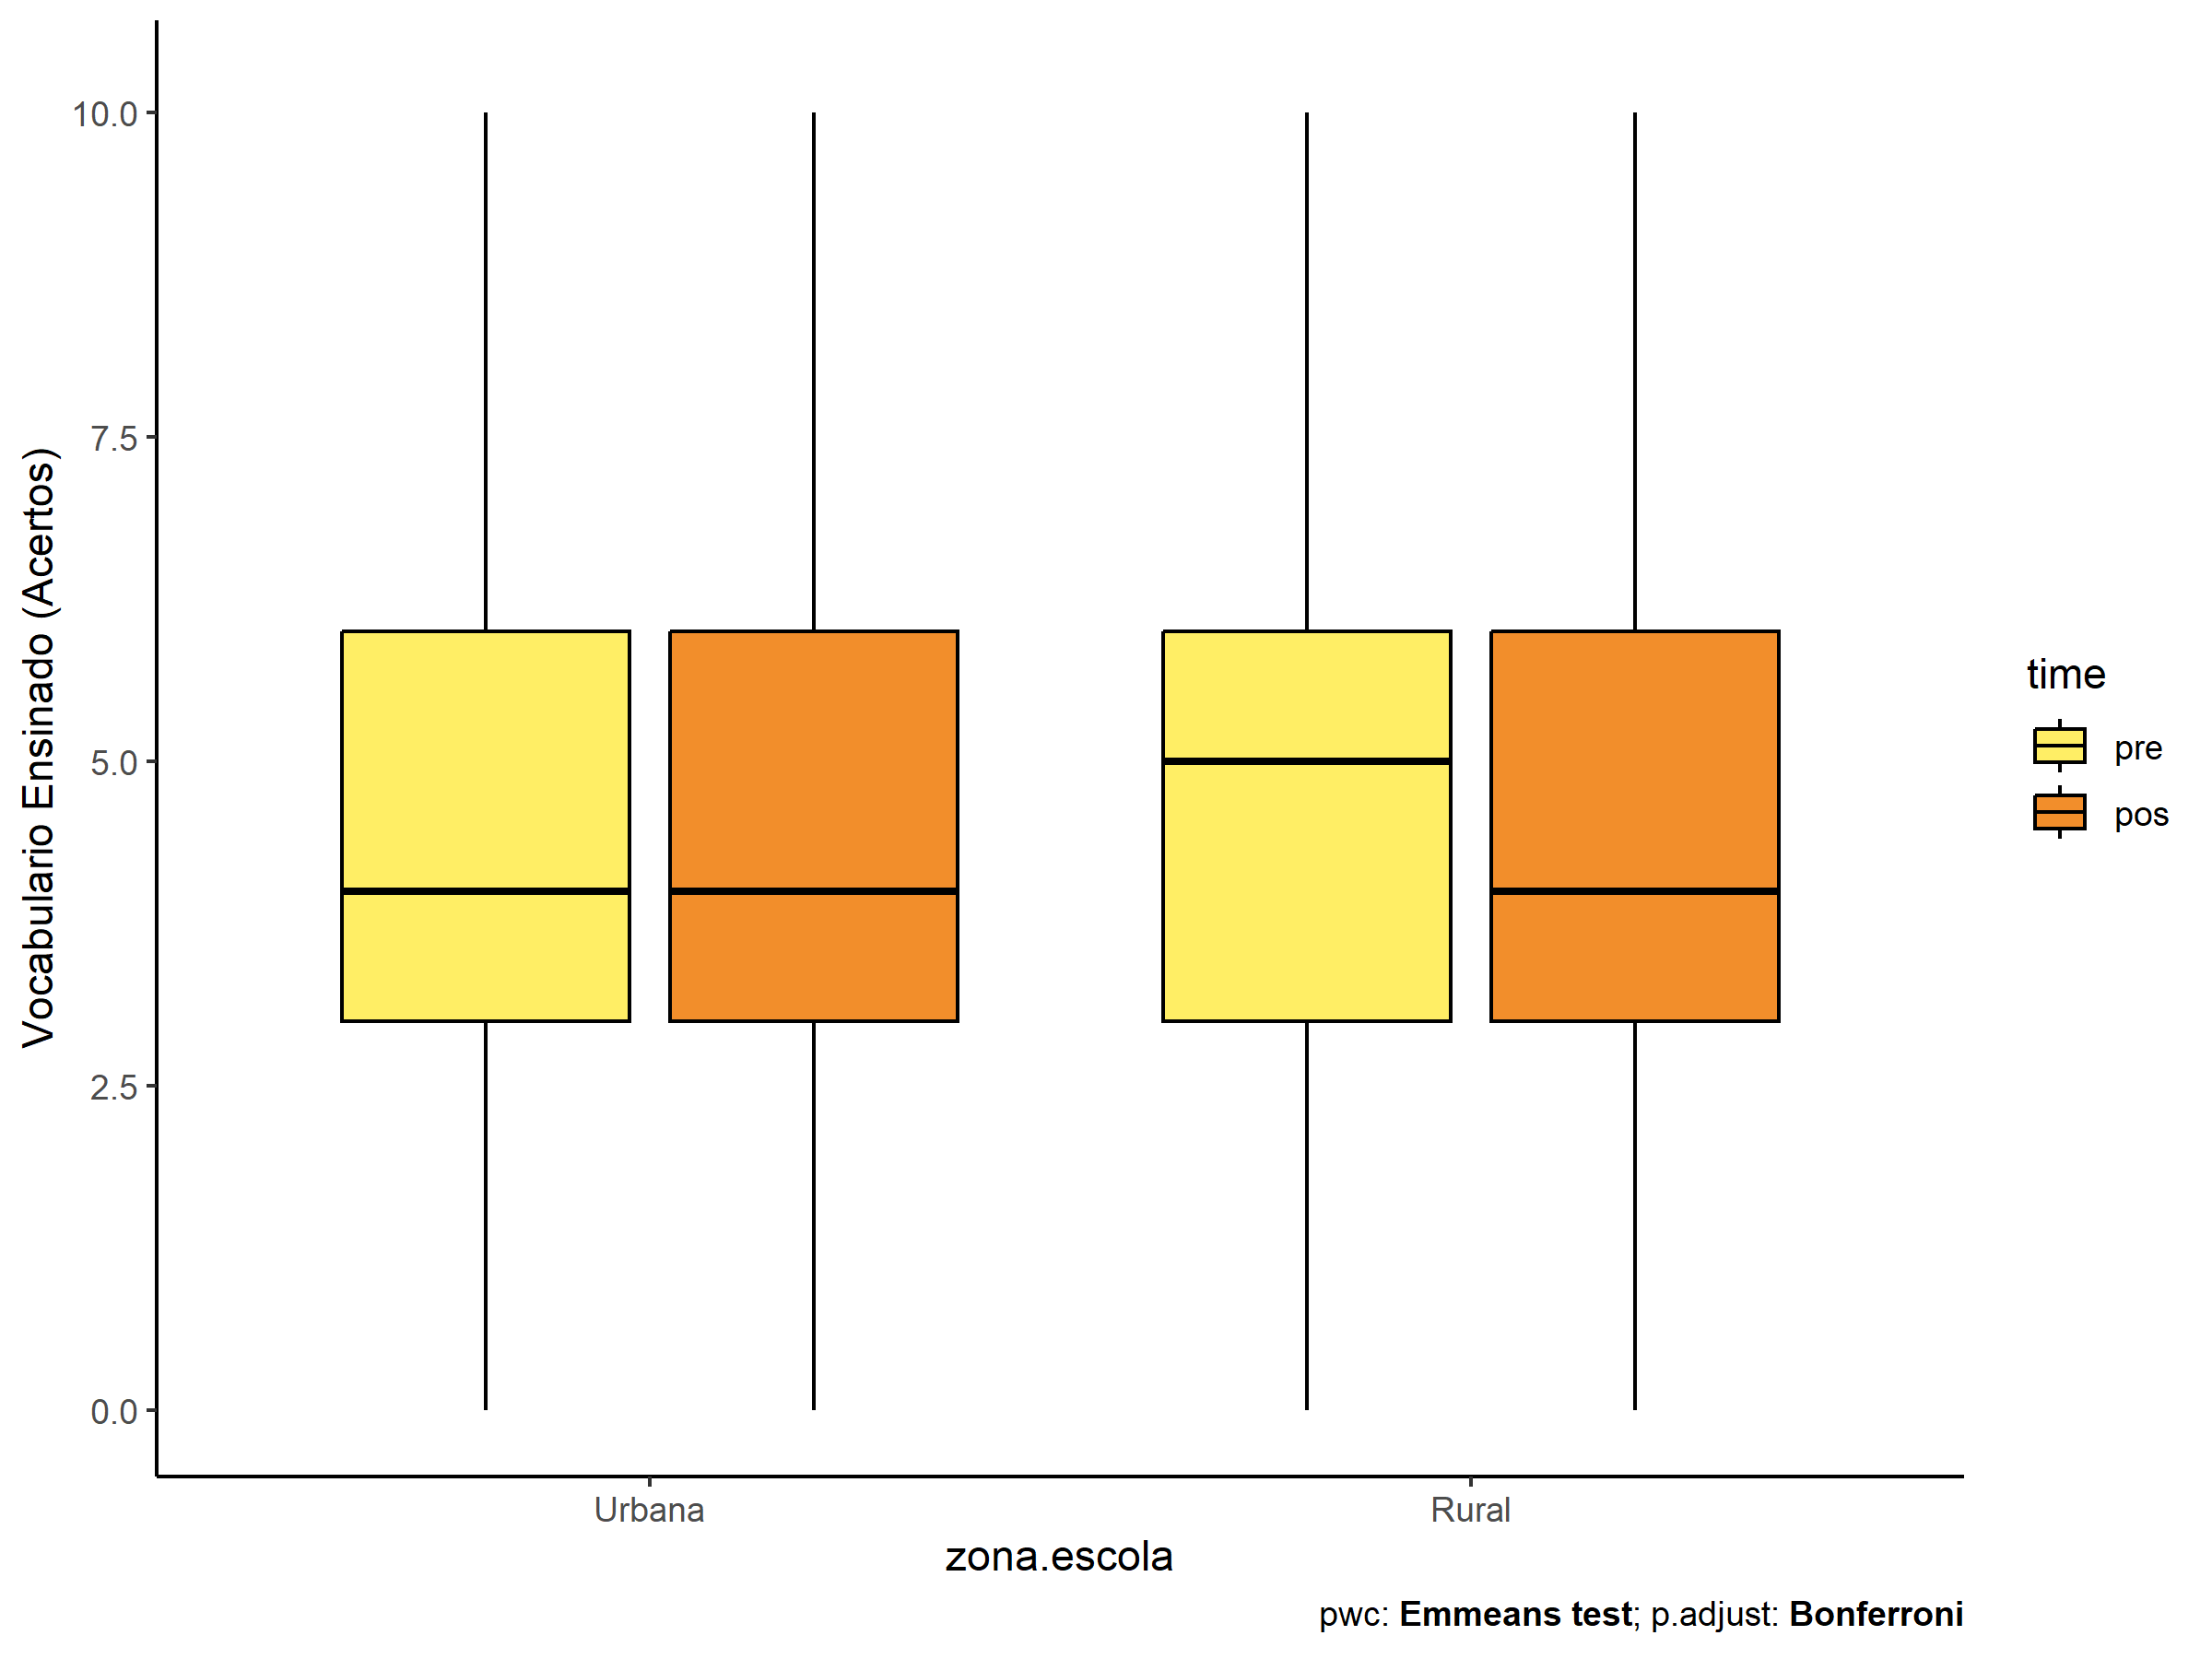 Vocabulario Ensinado (Acertos)
10.0
7.5
5.0
2.5
0.0
Urbana
Rural
zona.escola
time
pre
pos
pwc: Emmeans test; p.adjust: Bonferroni